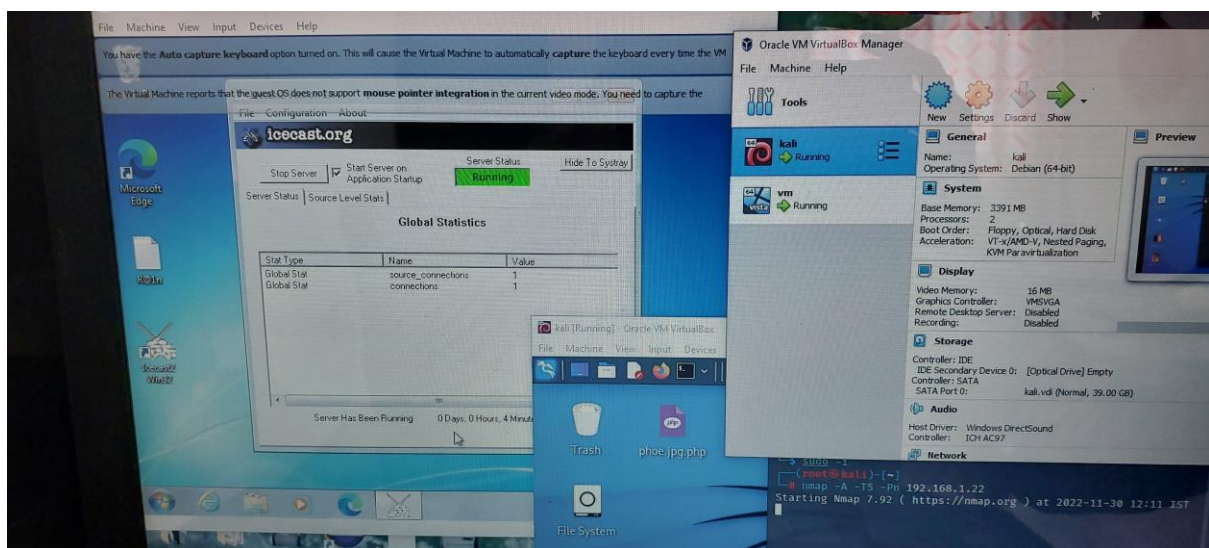 File Machine View Input Devices Help
You have the Auto capture keyboard option turned on. This will cause the Virtual Machine to automatically capture the keyboard every time the VM
The Virtual Machine reports that the guest OS does not support mouse pointer integration in the current video mode. You need to capture the
File Configuration About
icecast.org
Stop Server
Start Server on
Application Startup
Server Status
Running
Hide To Systray
Server Status
Source Level Stats
Global Statistics
Stat Type Name Value
Global Stat source_connections 1
Global Stat connections 1
Server Has Been Running 0 Days, 0 Hours, 4 Minute
Microsoft
Edge
Icecast2
Win32
kali [Running] - Oracle VM VirtualBox
File Machine View Input Devices
Trash
php
phoe.jpg.php
File System
Oracle VM VirtualBox Manager
File Machine Help
Tools
New Settings Discard Show
64
kali
Running
64
vista
vm
Running
General
Name: kali
Operating System: Debian (64-bit)
System
Base Memory: 3391 MB
Processors: 2
Boot Order: Floppy, Optical, Hard Disk
Acceleration: VT-x/AMD-V, Nested Paging,
KVM Paravirtualization
Display
Video Memory: 16 MB
Graphics Controller: VMSVGA
Remote Desktop Server: Disabled
Recording: Disabled
Storage
Controller: IDE
IDE Secondary Device 0: [Optical Drive] Empty
Controller: SATA
SATA Port 0: kali.vdi (Normal, 39.00 GB)
Audio
Host Driver: Windows DirectSound
Controller: ICH AC97
Network
Preview
sudo -i
(root@kali)-[~]
# nmap -A -T5 -Pn 192.168.1.22
Starting Nmap 7.92 ( https://nmap.org ) at 2022-11-30 12:11 IST